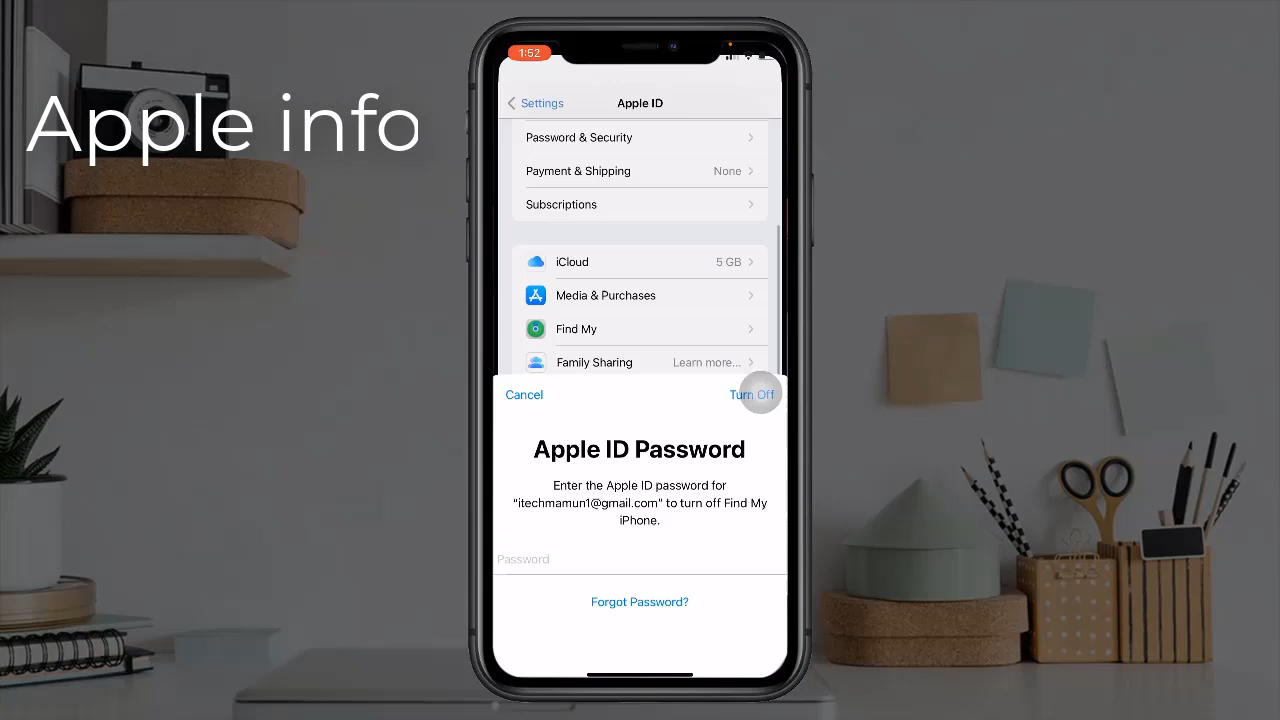 Apple info
1:52
Settings
Apple ID
Password & Security
Payment & Shipping None
Subscriptions
iCloud 5 GB
Media & Purchases
Find My
Family Sharing Learn more...
Cancel
Turn Off
Apple ID Password
Enter the Apple ID password for
"itechmamun1@gmail.com" to turn off Find My
iPhone.
Password
Forgot Password?